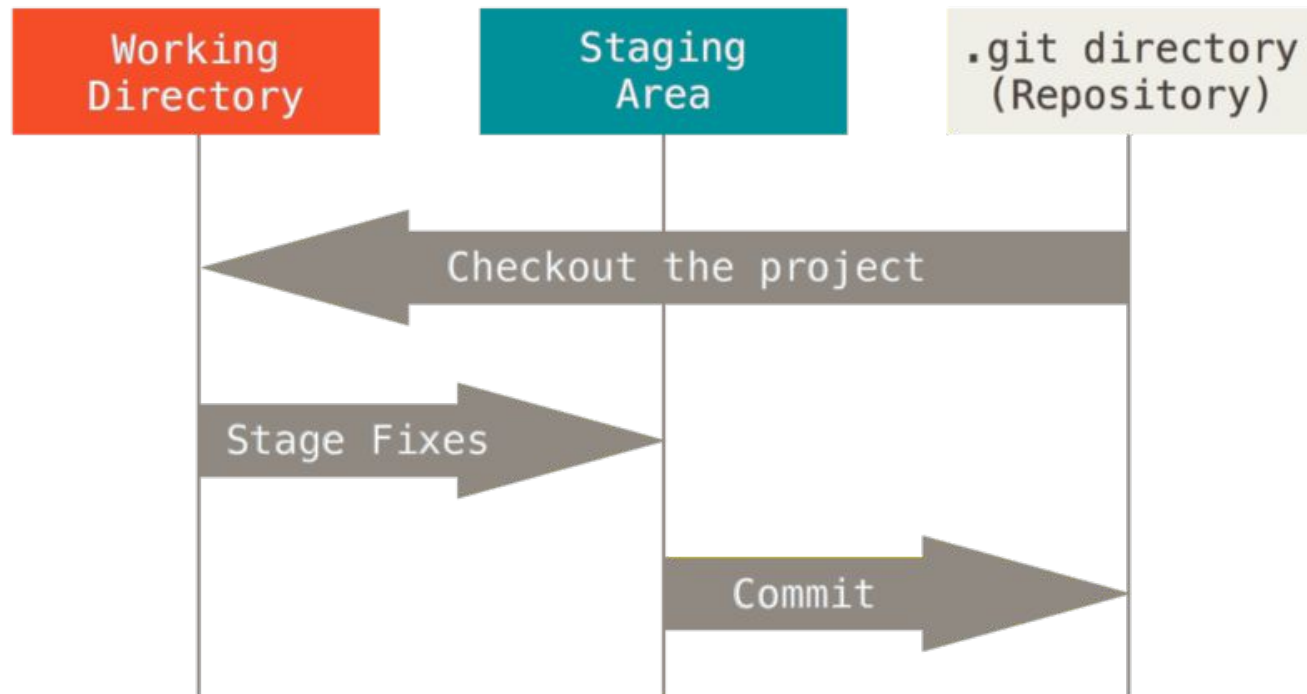 Working
Directory
Staging
Area
.git directory
(Repository)
Checkout the project
Stage Fixes
Commit